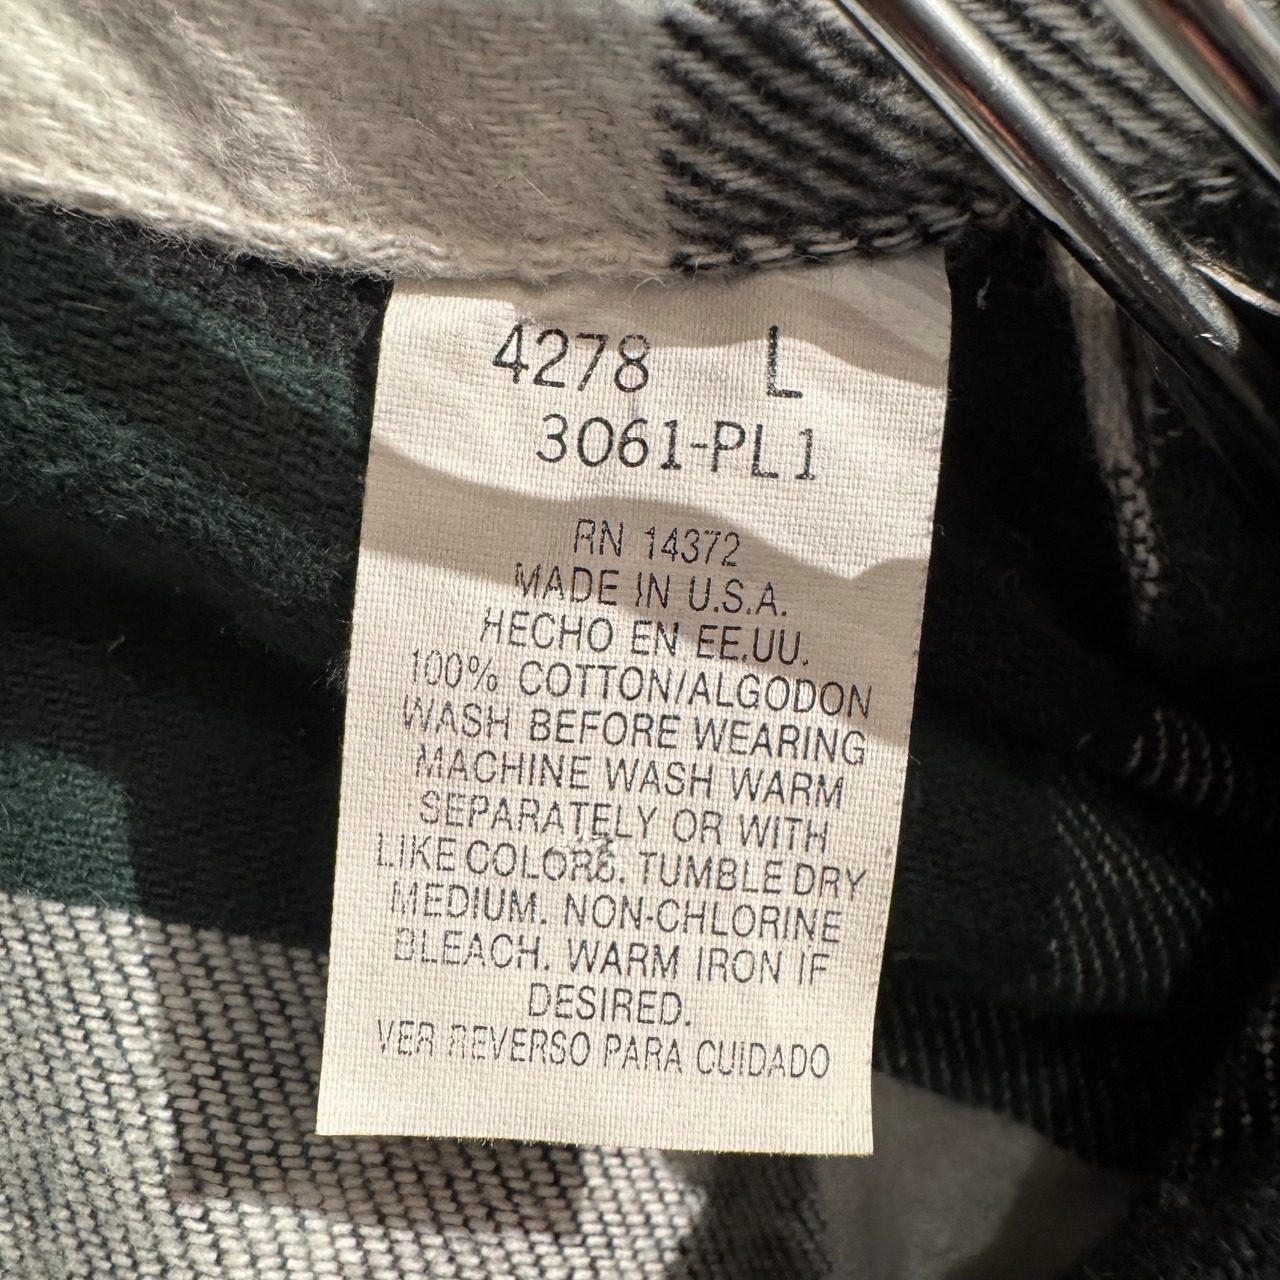 4278 L
3061-PL1
RN 14372
MADE IN U.S.A.
HECHO EN EE.UU.
100% COTTON/ALGODON
WASH BEFORE WEARING
MACHINE WASH WARM
SEPARATELY OR WITH
LIKE COLORS. TUMBLE DRY
MEDIUM. NON-CHLORINE
BLEACH. WARM IRON IF
DESIRED.
VER REVERSO PARA CUIDADO